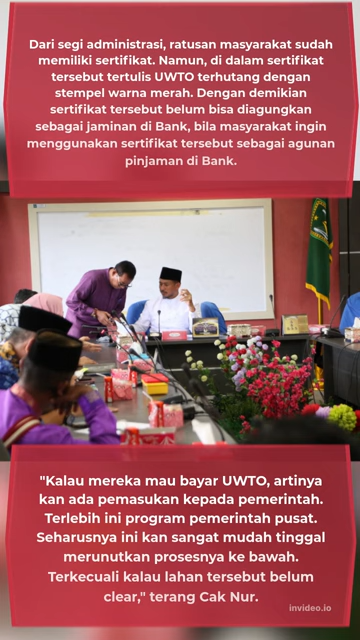 Dari segi administrasi, ratusan masyarakat sudah
memiliki sertifikat. Namun, di dalam sertifikat
tersebut tertulis UWTO terhutang dengan
stempel warna merah. Dengan demikian
sertifikat tersebut belum bisa diagungkan
sebagai jaminan di Bank, bila masyarakat ingin
menggunakan sertifikat tersebut sebagai agunan
pinjaman di Bank.
"Kalau mereka mau bayar UWTO, artinya
kan ada pemasukan kepada pemerintah.
Terlebih ini program pemerintah pusat.
Seharusnya ini kan sangat mudah tinggal
merunutkan prosesnya ke bawah.
Terkecuali kalau lahan tersebut belum
clear," terang Cak Nur.
invideo.io